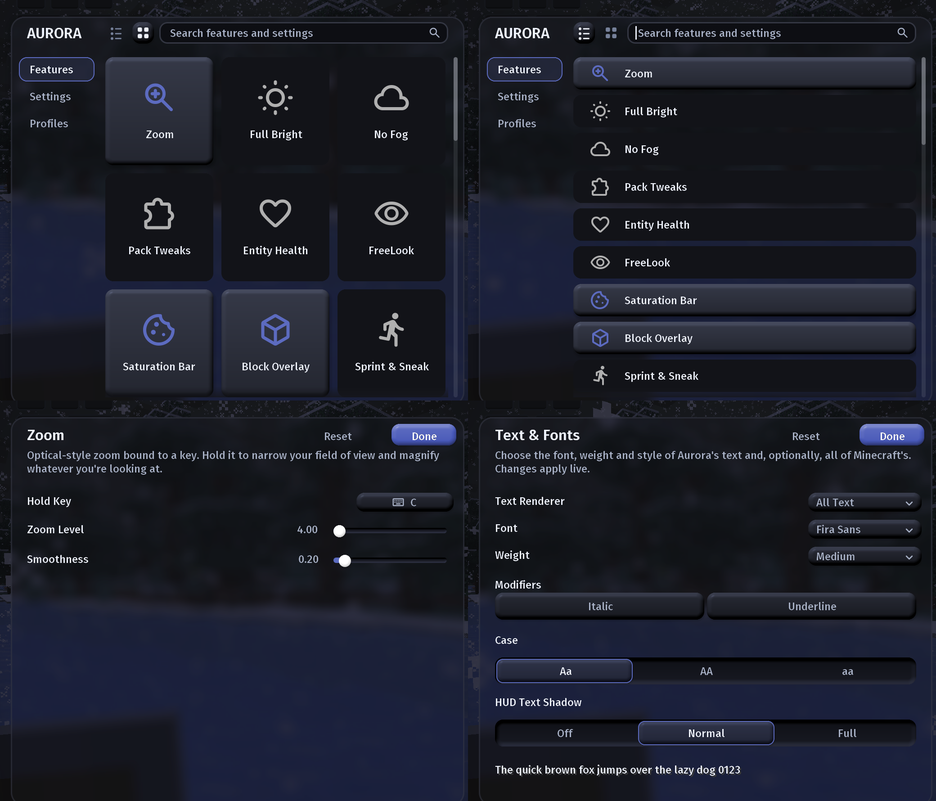 AURORA
Search features and settings
Features
Settings
Profiles
Zoom
Full Bright
No Fog
Pack Tweaks
Entity Health
FreeLook
Saturation Bar
Block Overlay
Sprint & Sneak
AURORA
Search features and settings
Features
Settings
Profiles
Zoom
Full Bright
No Fog
Pack Tweaks
Entity Health
FreeLook
Saturation Bar
Block Overlay
Sprint & Sneak
Zoom
Reset
Done
Optical-style zoom bound to a key. Hold it to narrow your field of view and magnify
whatever you're looking at.
Hold Key
C
Zoom Level
4.00
Smoothness
0.20
Text & Fonts
Reset
Done
Choose the font, weight and style of Aurora's text and, optionally, all of Minecraft's.
Changes apply live.
Text Renderer
All Text
Font
Fira Sans
Weight
Medium
Modifiers
Italic
Underline
Case
Aa
AA
aa
HUD Text Shadow
Off
Normal
Full
The quick brown fox jumps over the lazy dog 0123